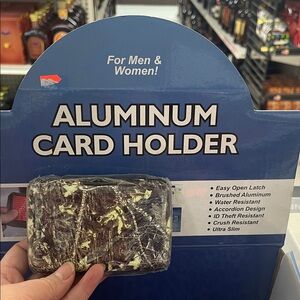 For Men &
Women!
ALUMINUM
CARD HOLDER
• Easy Open Latch
• Brushed Aluminum
• Water Resistant
• Accordion Design
• ID Theft Resistant
• Crush Resistant
• Ultra Slim